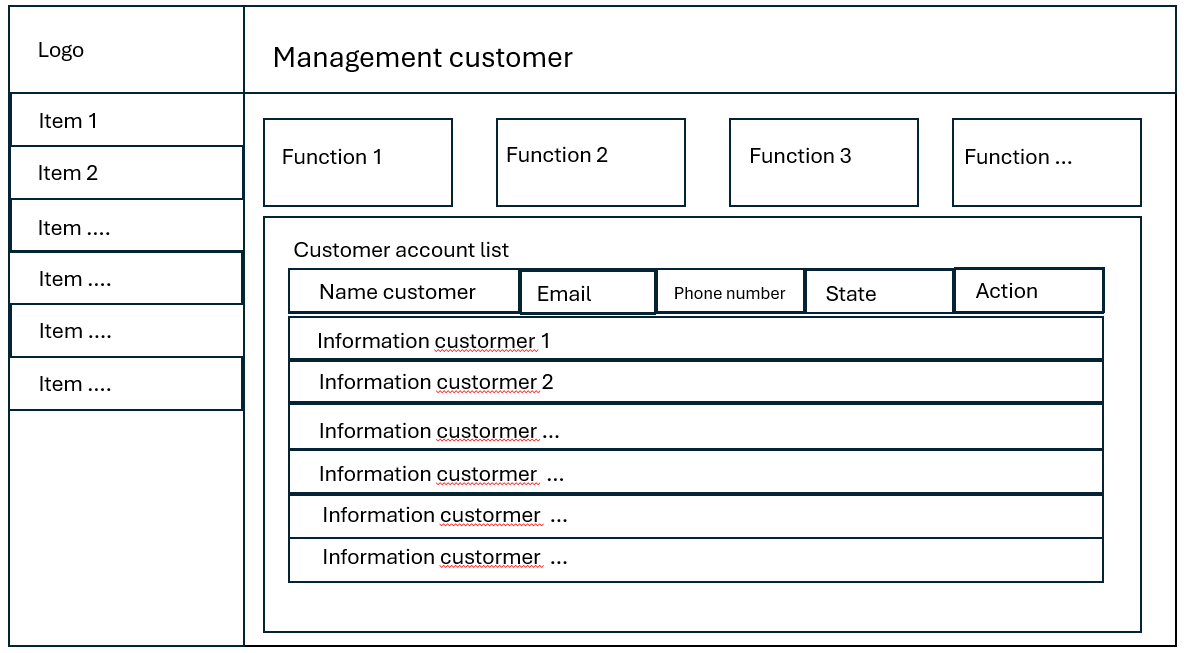 Logo
Management customer
Item 1
Item 2
Item ....
Item ....
Item ....
Item ....
Function 1
Function 2
Function 3
Function ...
Customer account list
Name customer
Email
Phone number
State
Action
Information custormer 1
Information custormer 2
Information custormer ...
Information custormer ...
Information custormer ...
Information custormer ...